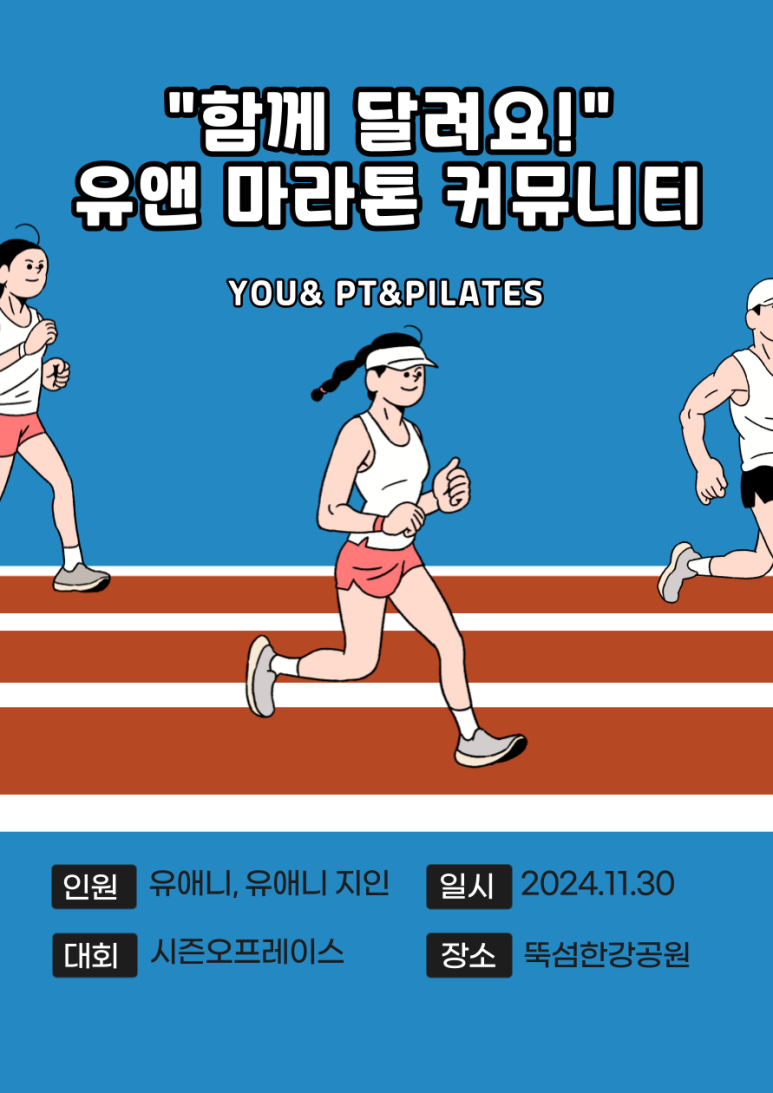 "함께 달려요!"
유앤 마라톤 커뮤니티
YOU& PT&PILATES
인원 유애니, 유애니 지인
일시 2024.11.30
대회 시즌오프레이스
장소 뚝섬한강공원